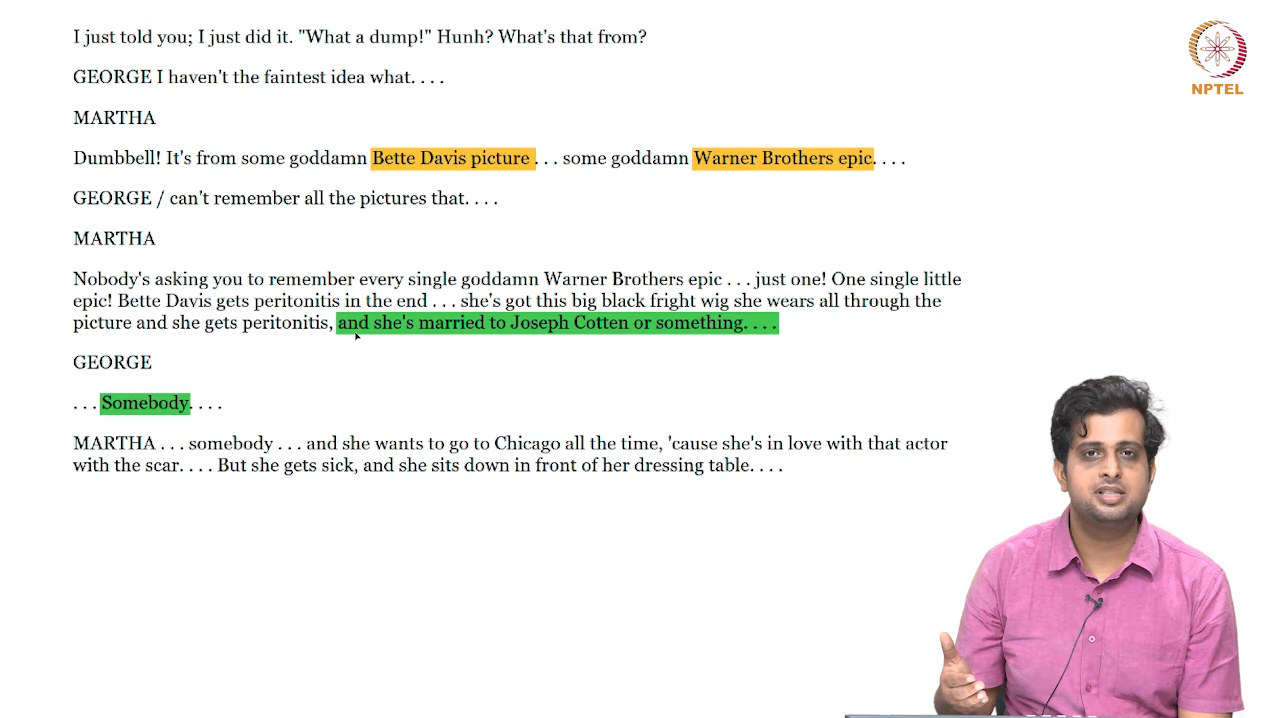 I just told you; I just did it. "What a dump!" Hunh? What's that from?
GEORGE I haven't the faintest idea what. . . .
MARTHA
Dumbbell! It's from some goddamn Bette Davis picture . . . some goddamn Warner Brothers epic. . . .
GEORGE / can't remember all the pictures that. . . .
MARTHA
Nobody's asking you to remember every single goddamn Warner Brothers epic . . . just one! One single little
epic! Bette Davis gets peritonitis in the end . . . she's got this big black fright wig she wears all through the
picture and she gets peritonitis, and she's married to Joseph Cotten or something. . . .
GEORGE
. . . Somebody. . . .
MARTHA . . . somebody . . . and she wants to go to Chicago all the time, 'cause she's in love with that actor
with the scar. . . . But she gets sick, and she sits down in front of her dressing table. . . .
NPTEL